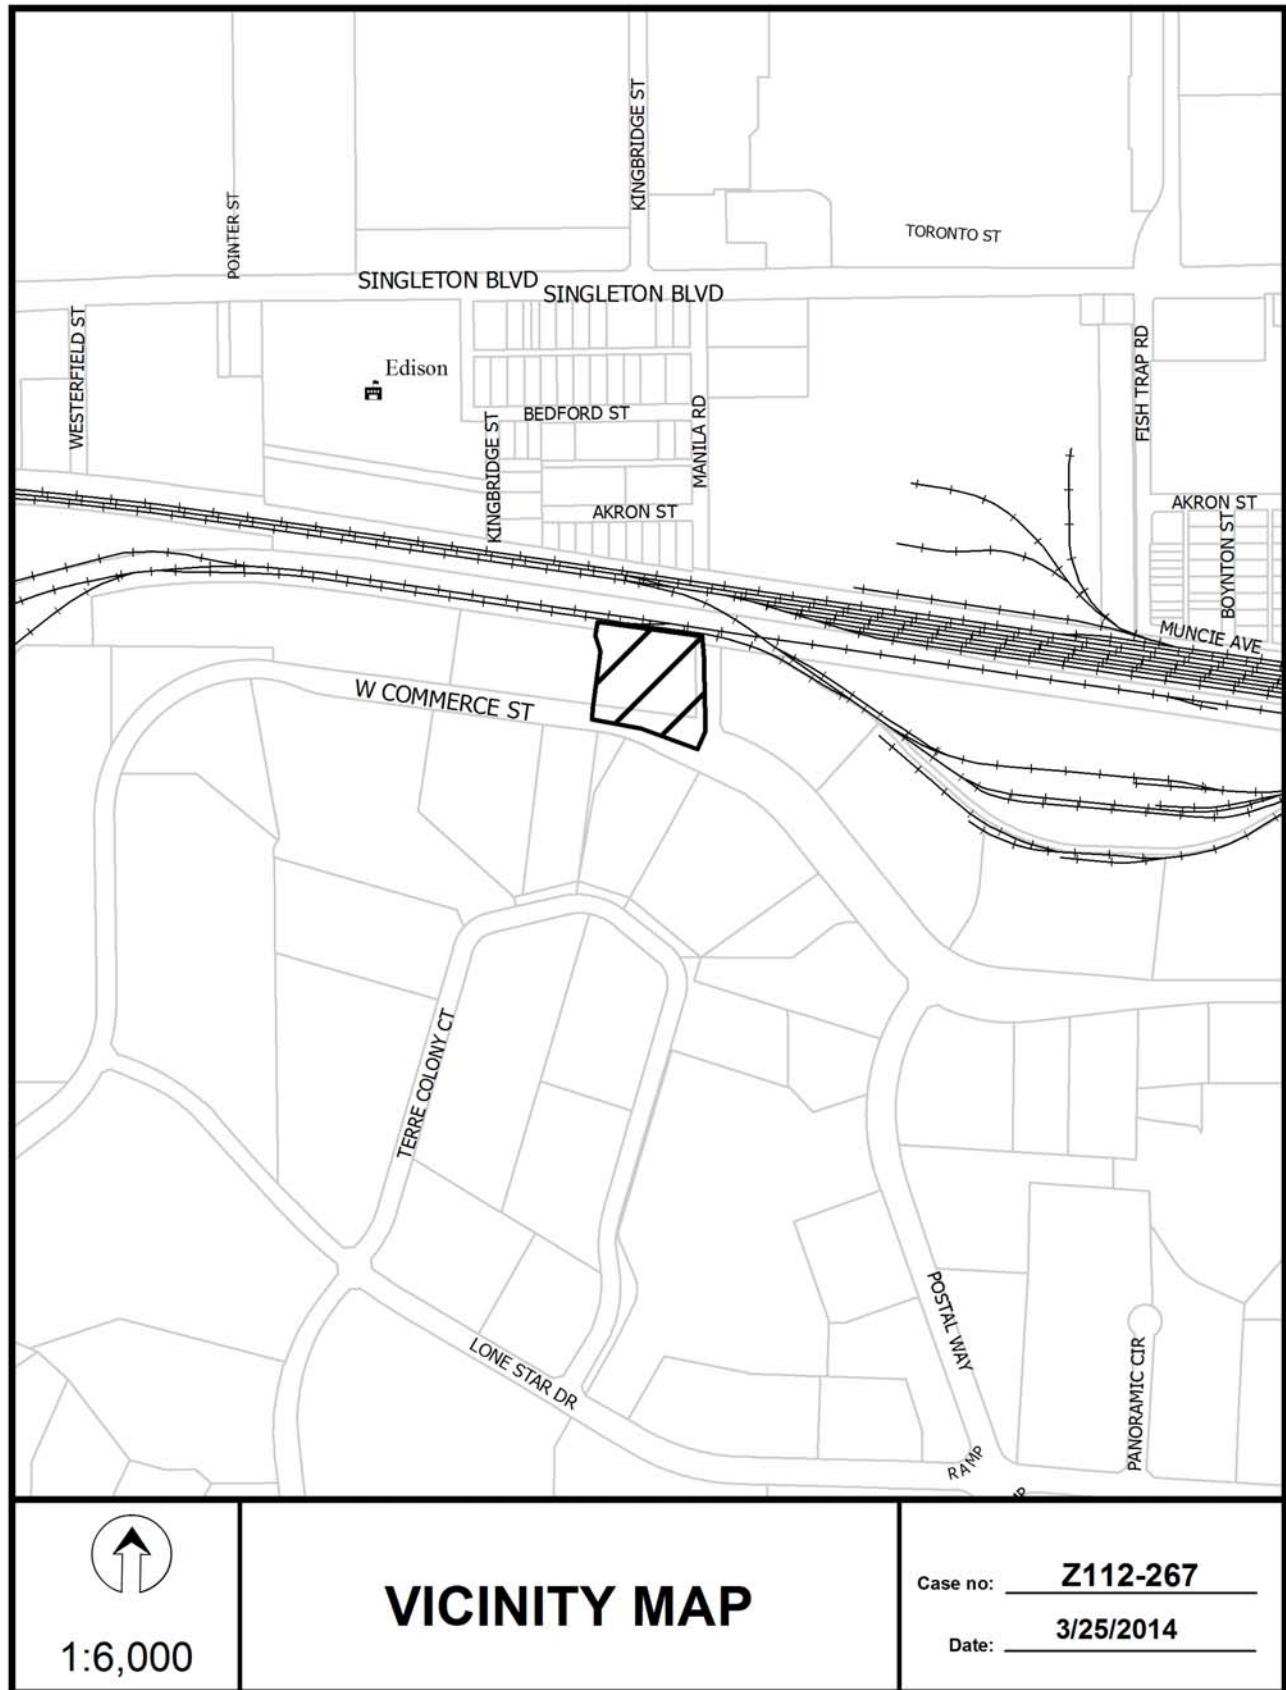 KINGBRIDGE ST
POINTER ST
TORONTO ST
SINGLETON BLVD
SINGLETON BLVD
WESTERFIELD ST
Edison
FISH TRAP RD
BEDFORD ST
MANILA RD
KINGBRIDGE ST
AKRON ST
AKRON ST
BOYNTON ST
MUNCIE AVE
W COMMERCE ST
TERRE COLONY CT
POSTAL WAY
LONE STAR DR
PANORAMIC CIR
RAMP
1:6,000
VICINITY MAP
Case no: Z112-267
Date: 3/25/2014